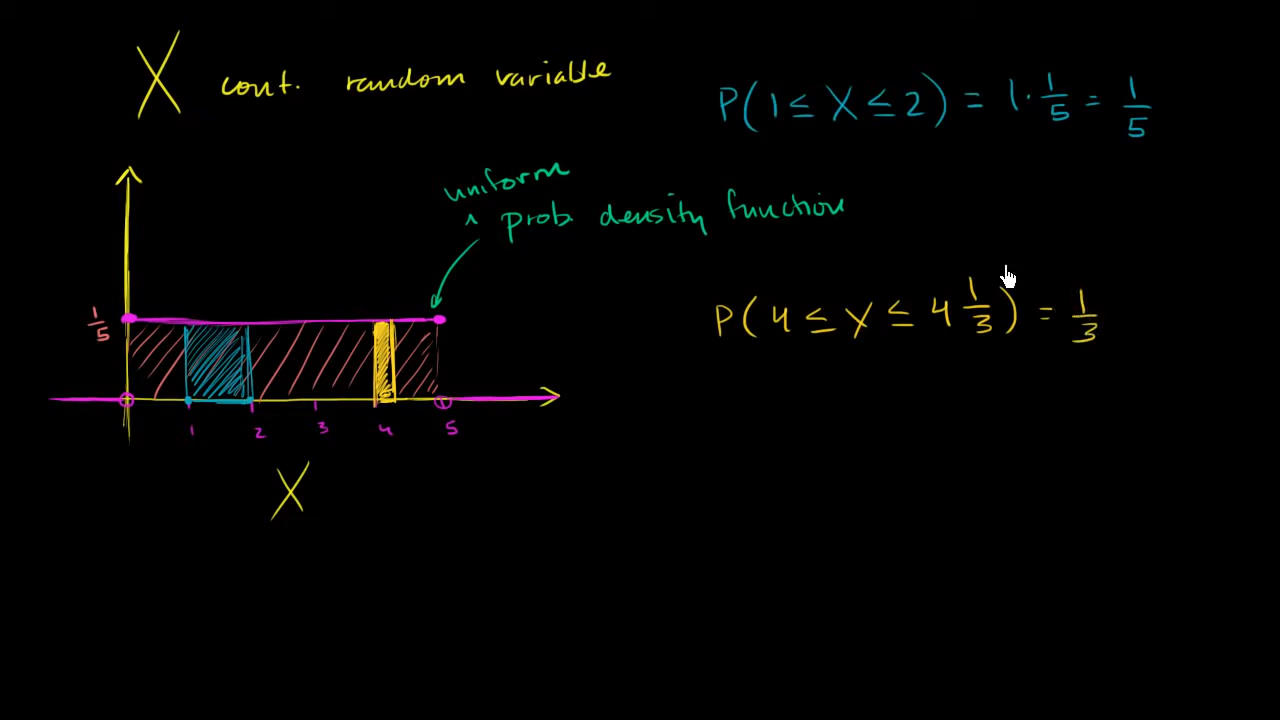 X cont. random variable
P(1 ≤ X ≤ 2) = 1 · 1/5 = 1/5
uniform
^ prob density function
P(4 ≤ X ≤ 4 1/3) = 1/3
1/5
1 2 3 4 5
X